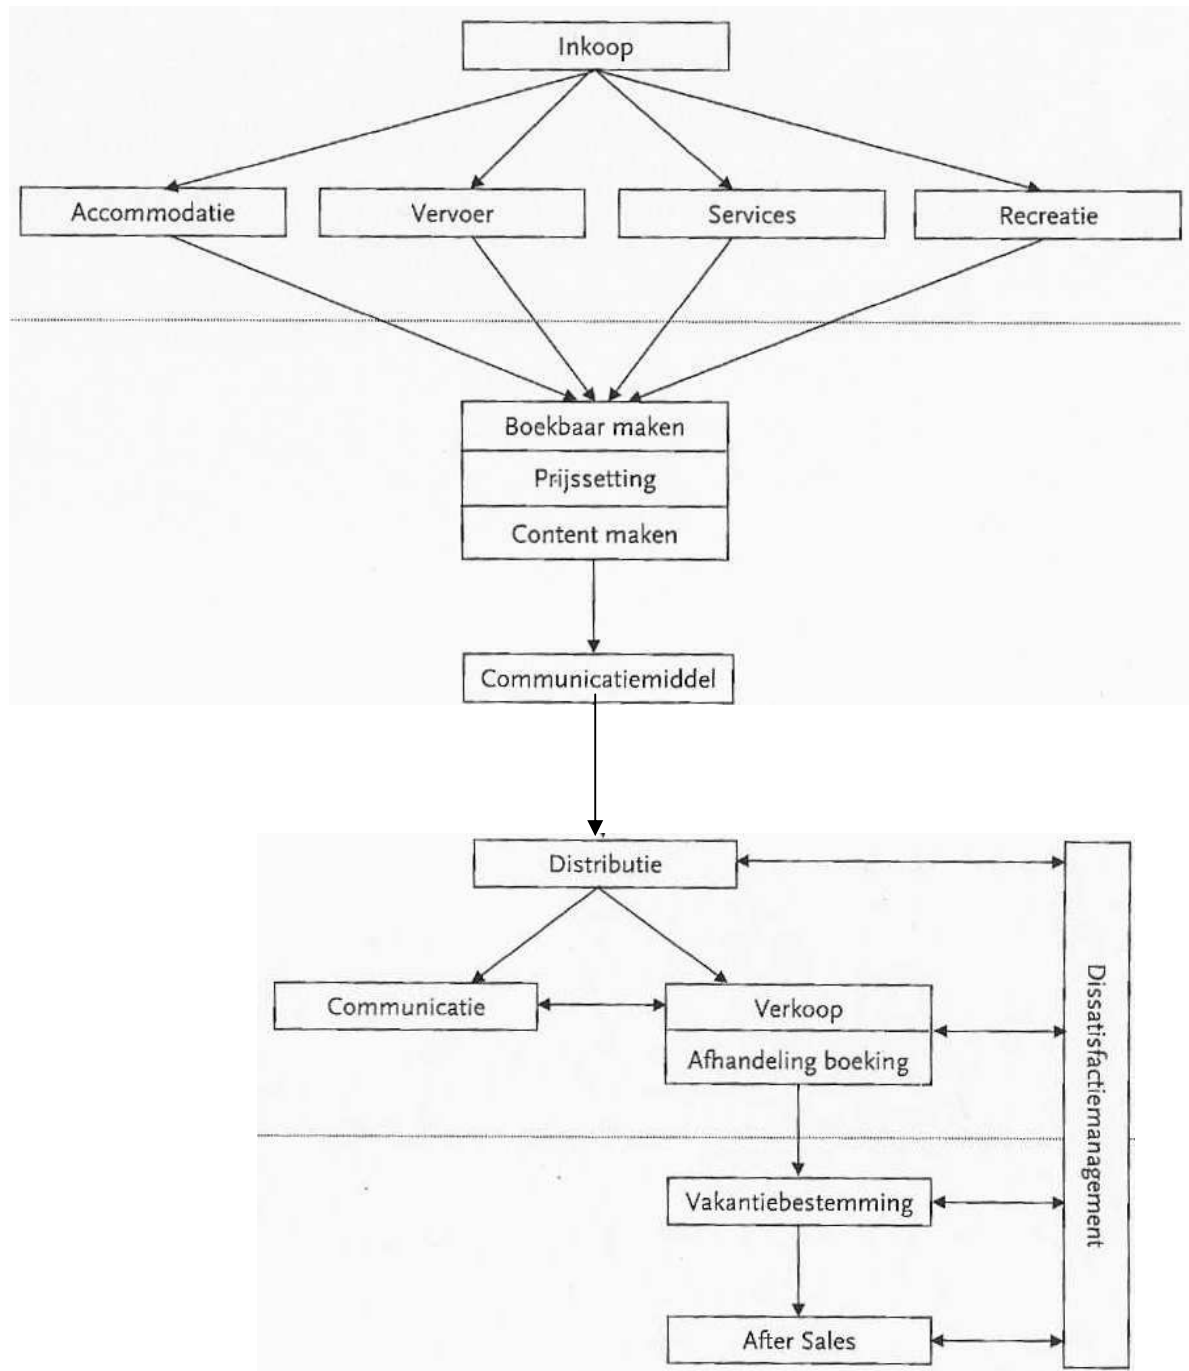 Inkoop
Accommodatie
Vervoer
Services
Recreatie
Boekbaar maken
Prijssetting
Content maken
Communicatiemiddel
Distributie
Communicatie
Verkoop
Afhandeling boeking
Dissatisfactiemanagement
Vakantiebestemming
After Sales